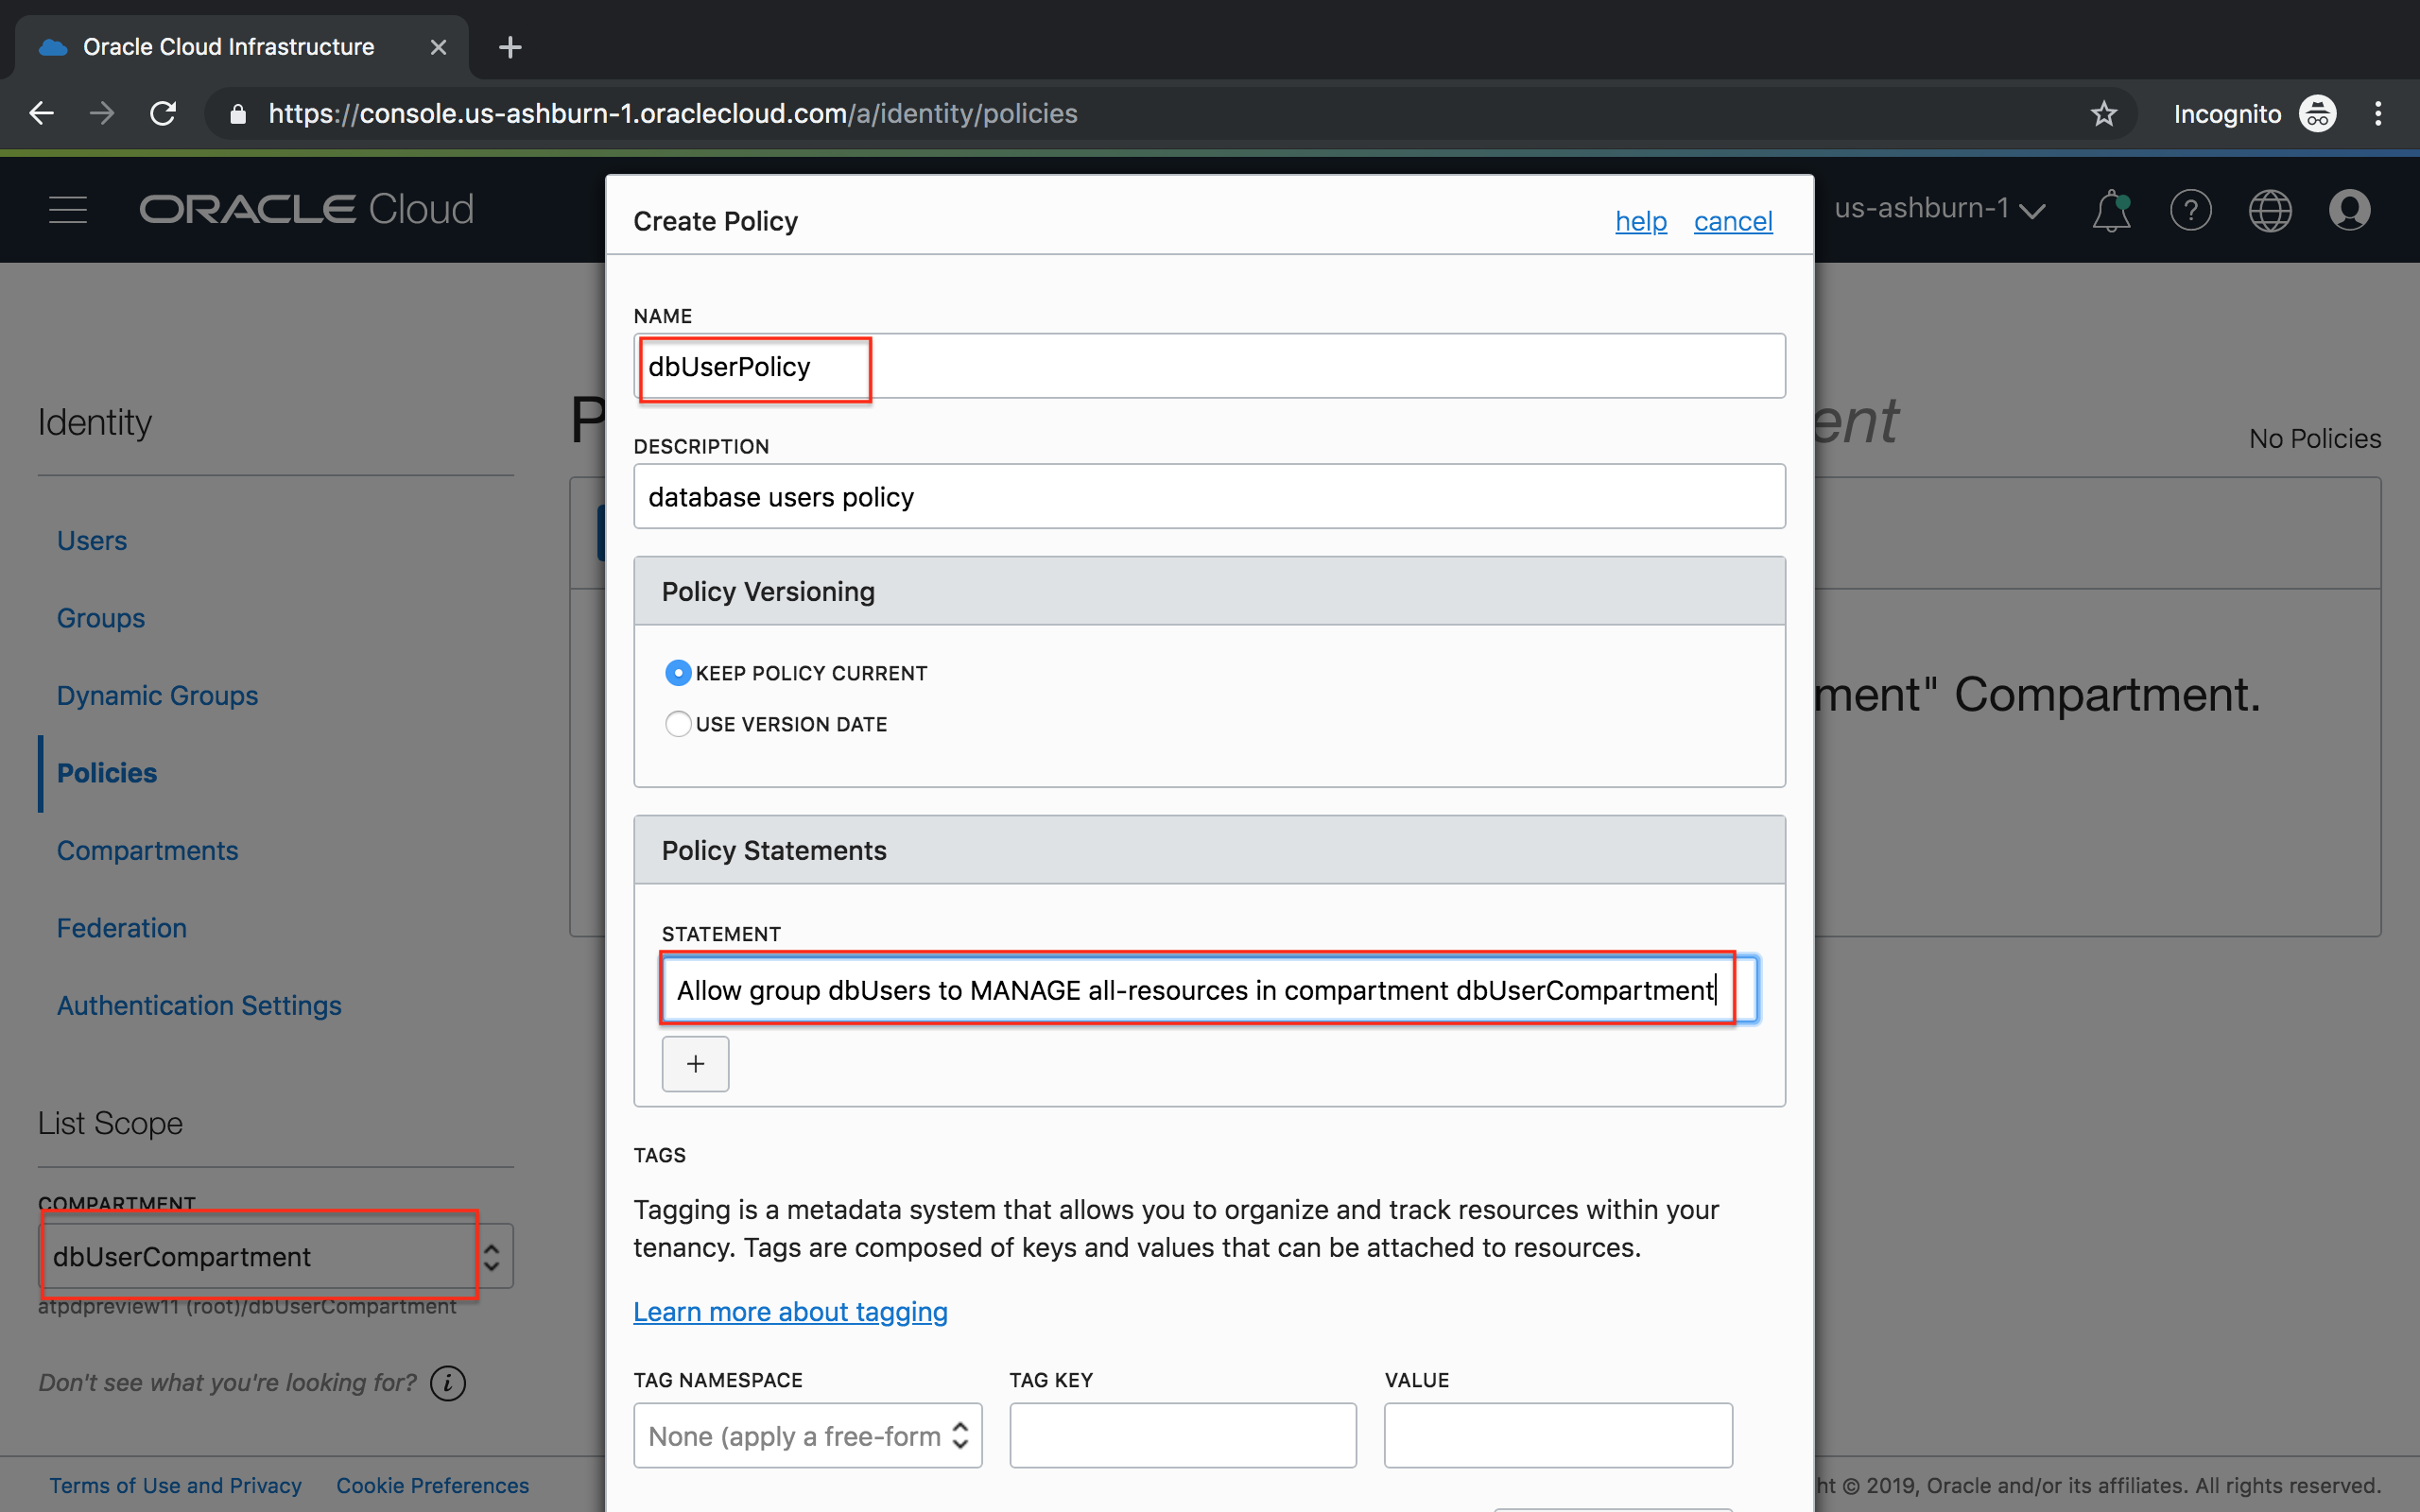 Oracle Cloud Infrastructure
https://console.us-ashburn-1.oraclecloud.com/a/identity/policies
Incognito
ORACLE Cloud
us-ashburn-1
Create Policy
help cancel
NAME
dbUserPolicy
DESCRIPTION
database users policy
Policy Versioning
KEEP POLICY CURRENT
USE VERSION DATE
Policy Statements
STATEMENT
Allow group dbUsers to MANAGE all-resources in compartment dbUserCompartment
+
TAGS
Tagging is a metadata system that allows you to organize and track resources within your
tenancy. Tags are composed of keys and values that can be attached to resources.
Learn more about tagging
TAG NAMESPACE TAG KEY VALUE
None (apply a free-form
Identity
Users
Groups
Dynamic Groups
Policies
Compartments
Federation
Authentication Settings
List Scope
COMPARTMENT
dbUserCompartment
atpdpreview11 (root)/dbUserCompartment
Don't see what you're looking for?
P
ent
No Policies
ment" Compartment.
Terms of Use and Privacy Cookie Preferences
ht © 2019, Oracle and/or its affiliates. All rights reserved.